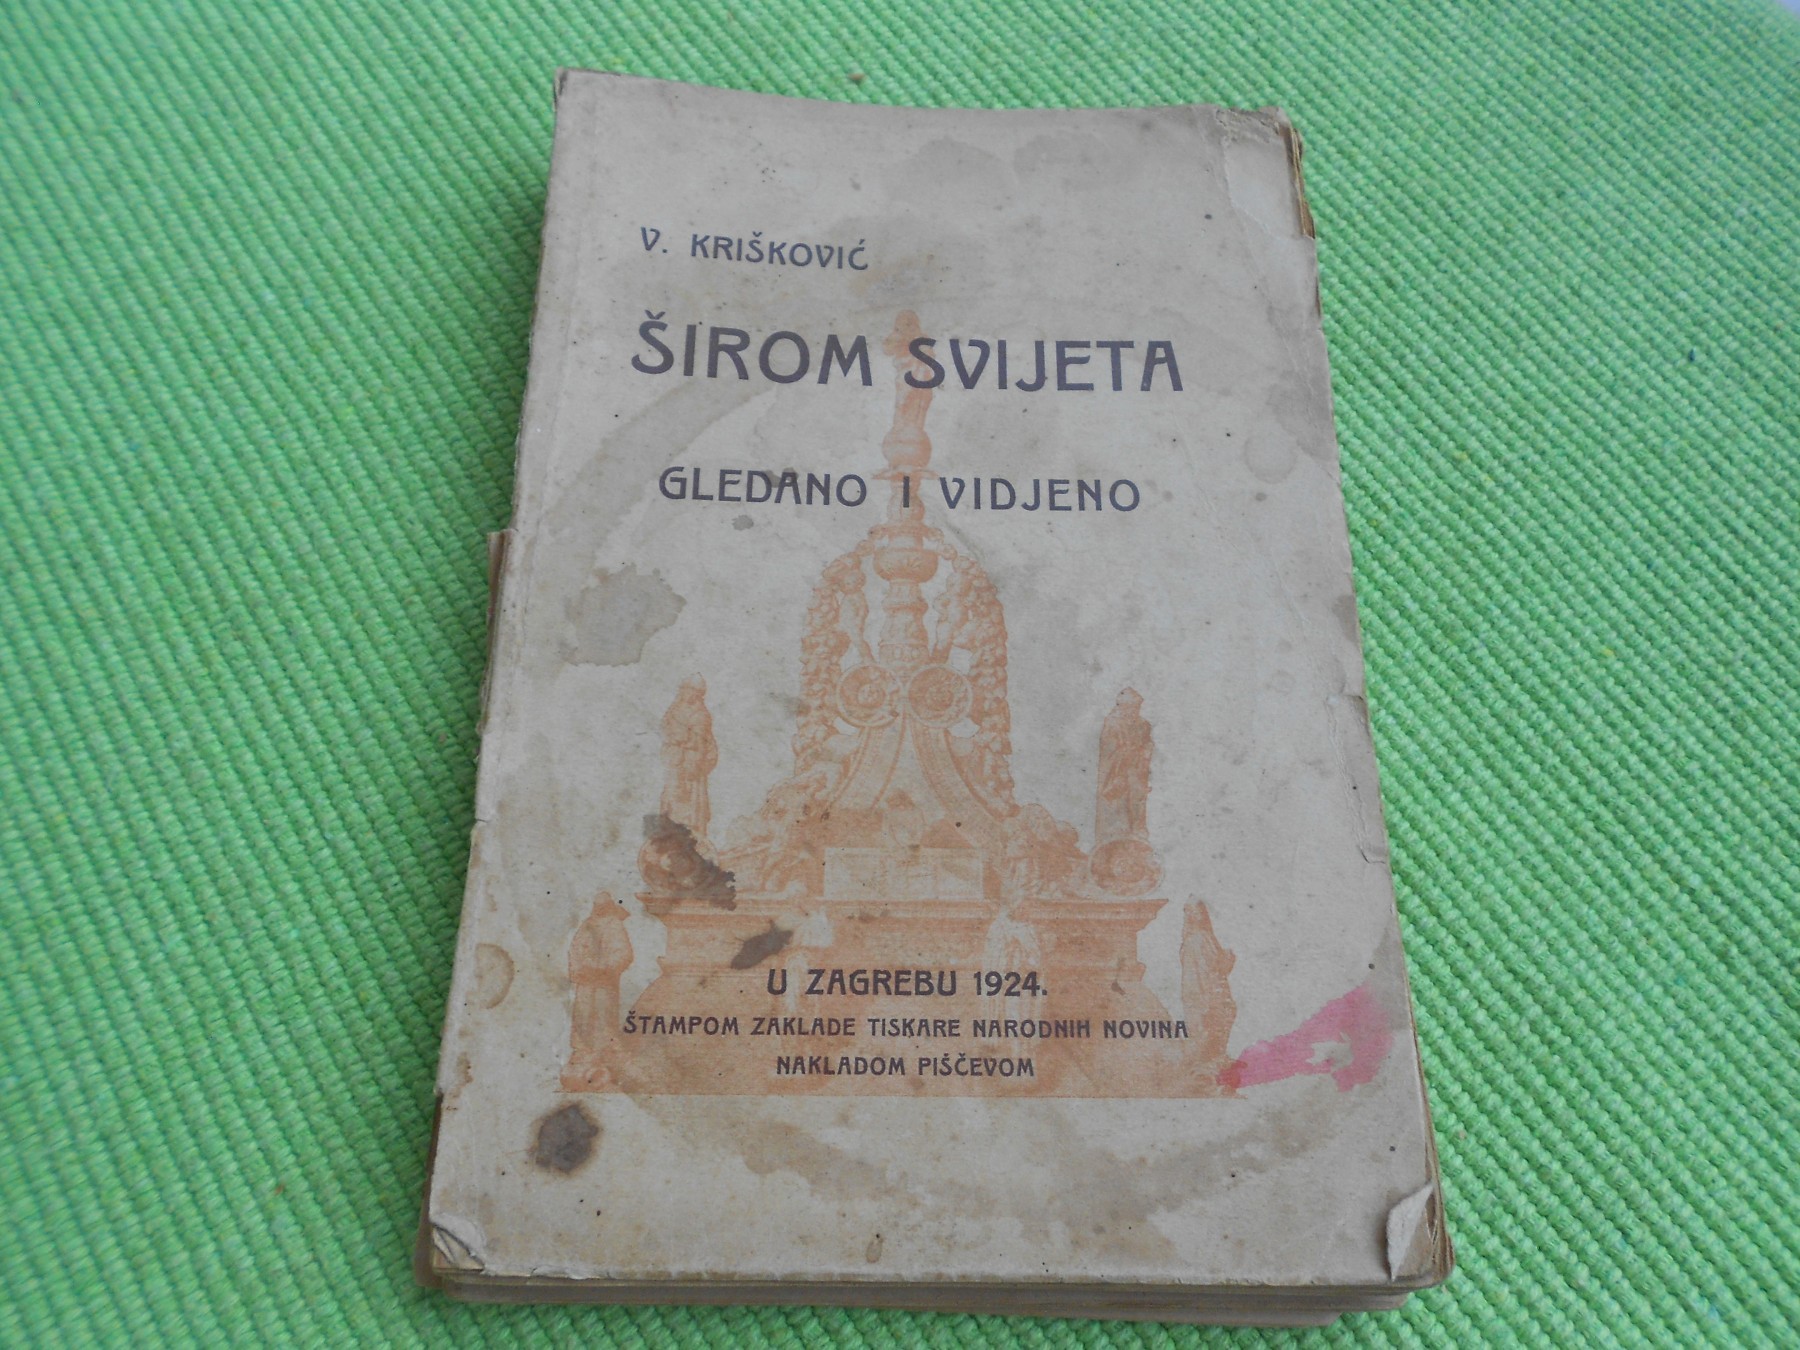 V. KRIŠKOVIĆ
ŠIROM SVIJETA
GLEDANO I VIDJENO
U ZAGREBU 1924.
ŠTAMPOM ZAKLADE TISKARE NARODNIH NOVINA
NAKLADOM PIŠČEVOM